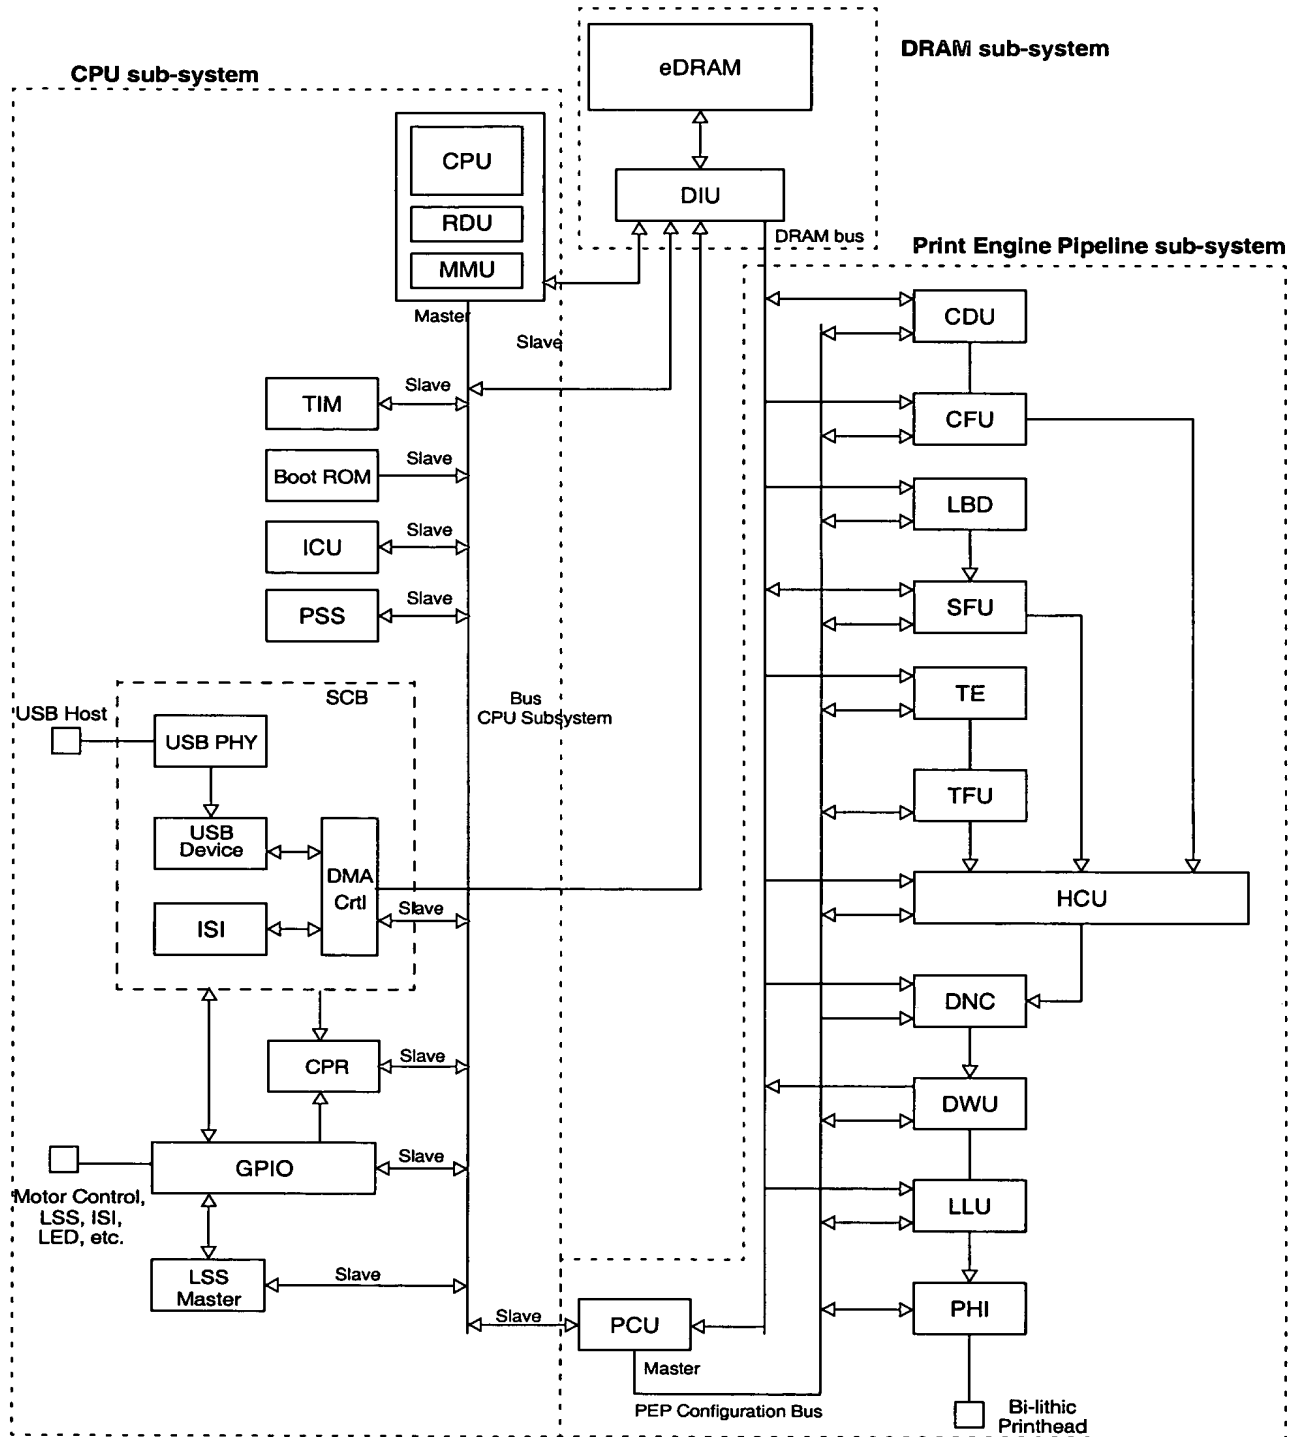 DRAM sub-system
CPU sub-system
eDRAM
CPU
RDU
MMU
Master
DIU
DRAM bus
Print Engine Pipeline sub-system
CDU
Slave
TIM
Slave
CFU
Boot ROM
Slave
LBD
ICU
Slave
PSS
Slave
SFU
SCB
USB Host
USB PHY
Bus
CPU Subsystem
TE
TFU
USB
Device
DMA
Crtl
Slave
ISI
HCU
DNC
CPR
Slave
DWU
GPIO
Slave
Motor Control,
LSS, ISI,
LED, etc.
LLU
LSS
Master
Slave
Slave
PCU
PHI
Master
PEP Configuration Bus
Bi-lithic
Printhead